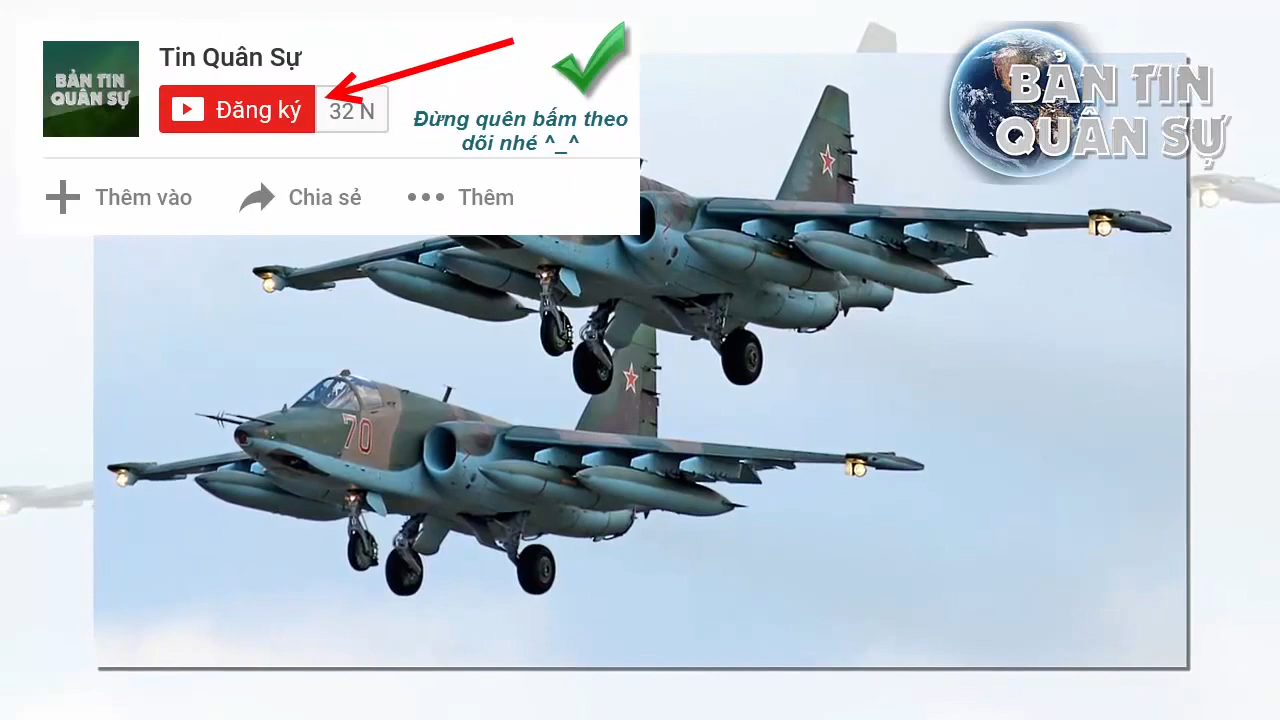 BẢN TIN
QUÂN SỰ
Tin Quân Sự
Đăng ký
32 N
Đừng quên bấm theo
dõi nhé ^_^
Thêm vào
Chia sẻ
Thêm
BẢN TIN
QUÂN SỰ
70